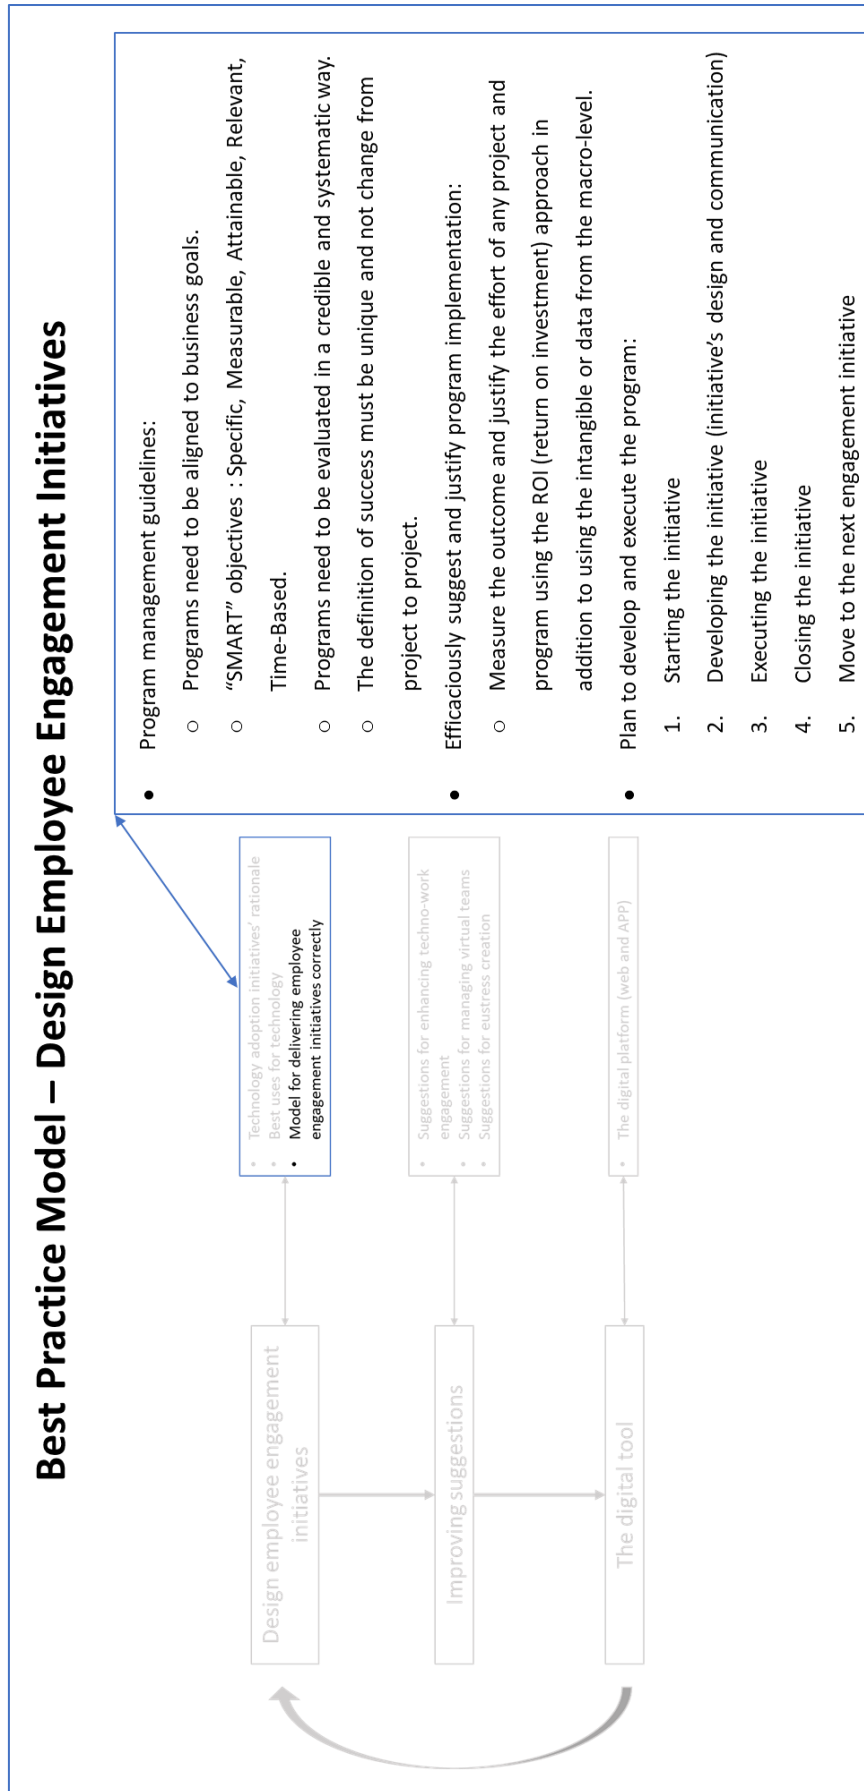 Best Practice Model – Design Employee Engagement Initiatives
Design employee engagement
initiatives
Improving suggestions
The digital tool
• Technology adoption initiatives' rationale
• Best uses for technology
• Model for delivering employee
engagement initiatives correctly
• Suggestions for enhancing techno-work
engagement
• Suggestions for managing virtual teams
• Suggestions for eustress creation
• The digital platform (web and APP)
• Program management guidelines:
○ Programs need to be aligned to business goals.
○ “SMART” objectives : Specific, Measurable, Attainable, Relevant,
Time-Based.
○ Programs need to be evaluated in a credible and systematic way.
○ The definition of success must be unique and not change from
project to project.
• Efficaciously suggest and justify program implementation:
○ Measure the outcome and justify the effort of any project and
program using the ROI (return on investment) approach in
addition to using the intangible or data from the macro-level.
• Plan to develop and execute the program:
1. Starting the initiative
2. Developing the initiative (initiative’s design and communication)
3. Executing the initiative
4. Closing the initiative
5. Move to the next engagement initiative